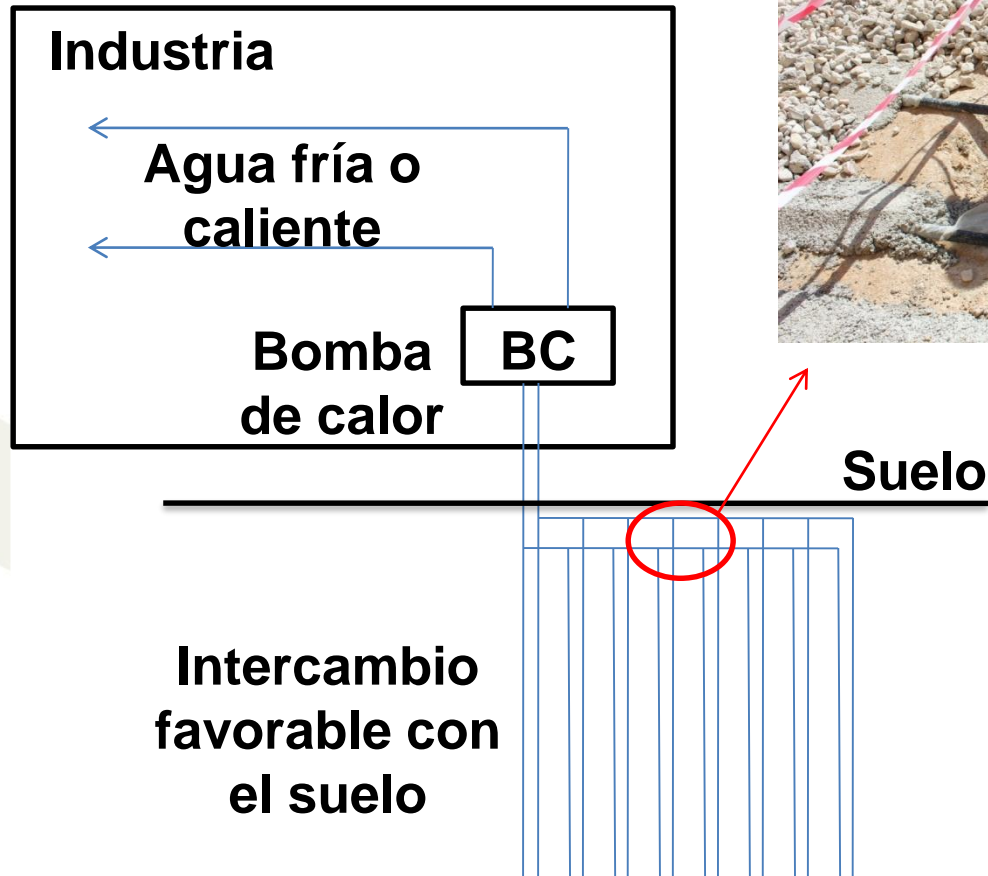 Industria
Agua fría o
caliente
Bomba
de calor
BC
Suelo
Intercambio
favorable con
el suelo